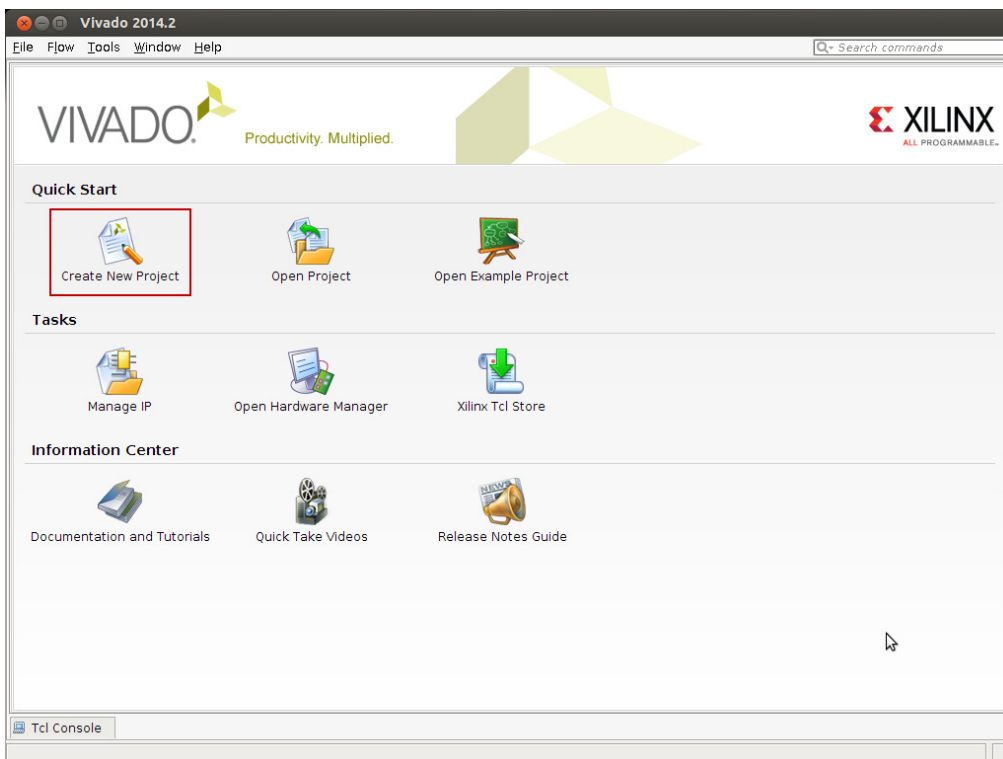 Vivado 2014.2
File Flow Tools Window Help
Search commands
VIVADO.
Productivity. Multiplied.
XILINX
ALL PROGRAMMABLE™
Quick Start
Create New Project
Open Project
Open Example Project
Tasks
Manage IP
Open Hardware Manager
Xilinx Tcl Store
Information Center
NEWS
Documentation and Tutorials
Quick Take Videos
Release Notes Guide
Tcl Console